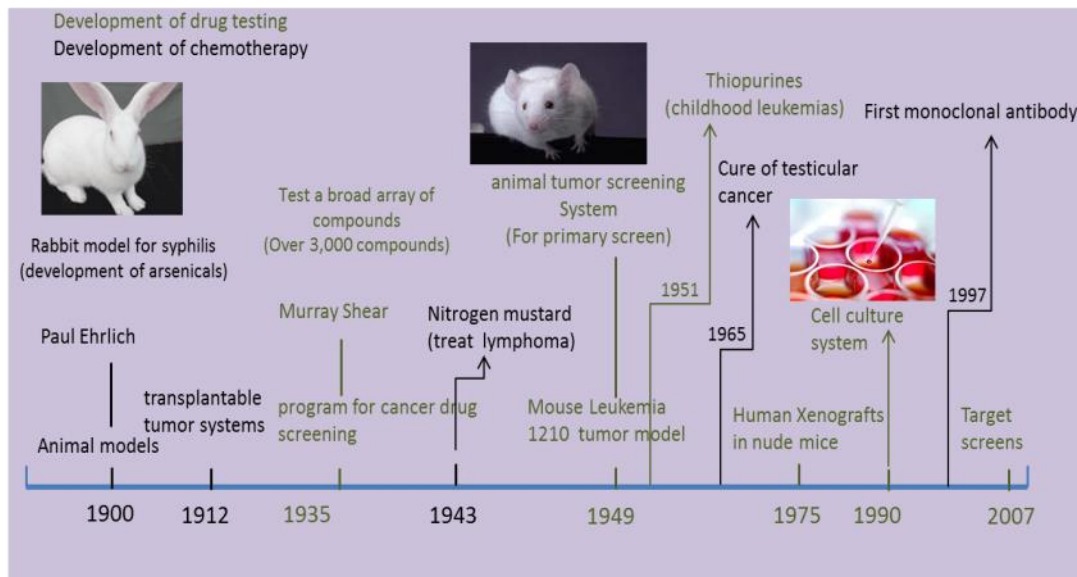 Development of drug testing
Development of chemotherapy
Rabbit model for syphilis
(development of arsenicals)
Paul Ehrlich
Animal models
transplantable
tumor systems
Test a broad array of
compounds
(Over 3,000 compounds)
Murray Shear
program for cancer drug
screening
Nitrogen mustard
(treat lymphoma)
animal tumor screening
System
(For primary screen)
Mouse Leukemia
1210 tumor model
Thiopurines
(childhood leukemias)
1951
Cure of testicular
cancer
1965
Human Xenografts
in nude mice
Cell culture
system
First monoclonal antibody
1997
Target
screens
1900
1912
1935
1943
1949
1975
1990
2007